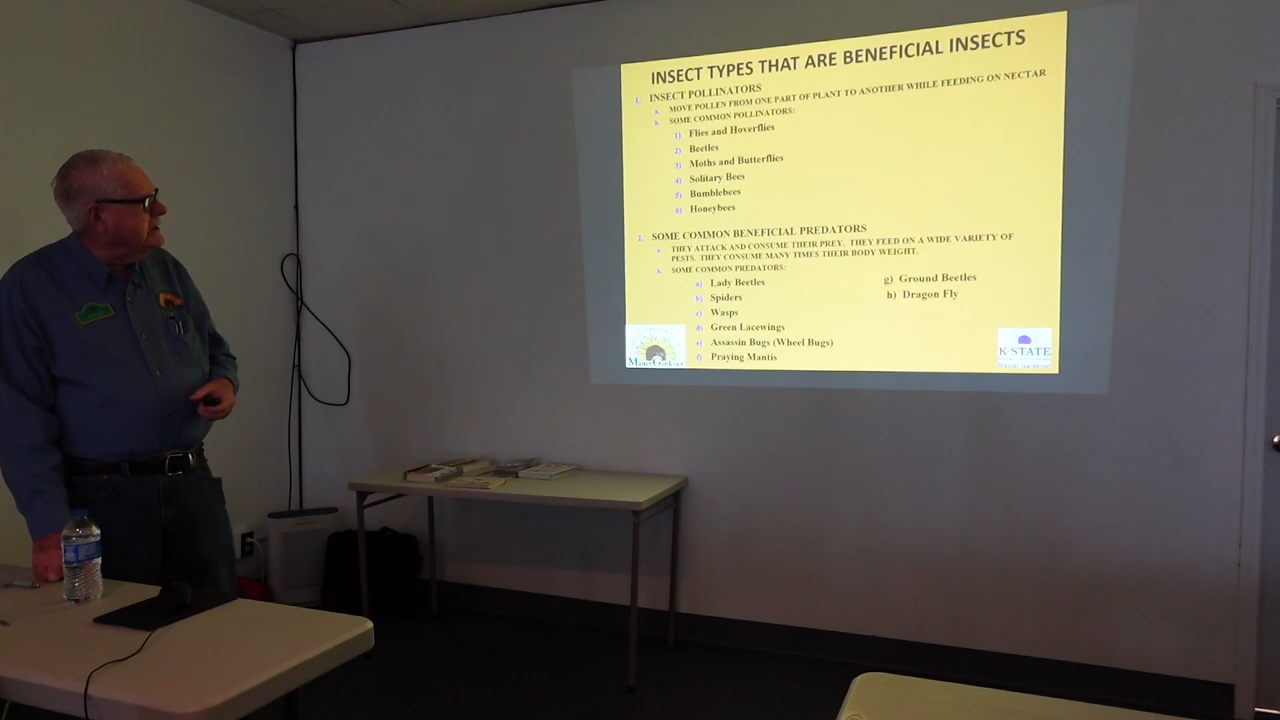 INSECT TYPES THAT ARE BENEFICIAL INSECTS
1. INSECT POLLINATORS
a. MOVE POLLEN FROM ONE PART OF PLANT TO ANOTHER WHILE FEEDING ON NECTAR
b. SOME COMMON POLLINATORS:
1) Flies and Hoverflies
2) Beetles
3) Moths and Butterflies
4) Solitary Bees
5) Bumblebees
6) Honeybees
2. SOME COMMON BENEFICIAL PREDATORS
a. THEY ATTACK AND CONSUME THEIR PREY. THEY FEED ON A WIDE VARIETY OF
PESTS. THEY CONSUME MANY TIMES THEIR BODY WEIGHT.
SOME COMMON PREDATORS:
a) Lady Beetles
b) Spiders
c) Wasps
d) Green Lacewings
e) Assassin Bugs (Wheel Bugs)
f) Praying Mantis
g) Ground Beetles
h) Dragon Fly
Master Gardener
K-STATE
Master Gardener